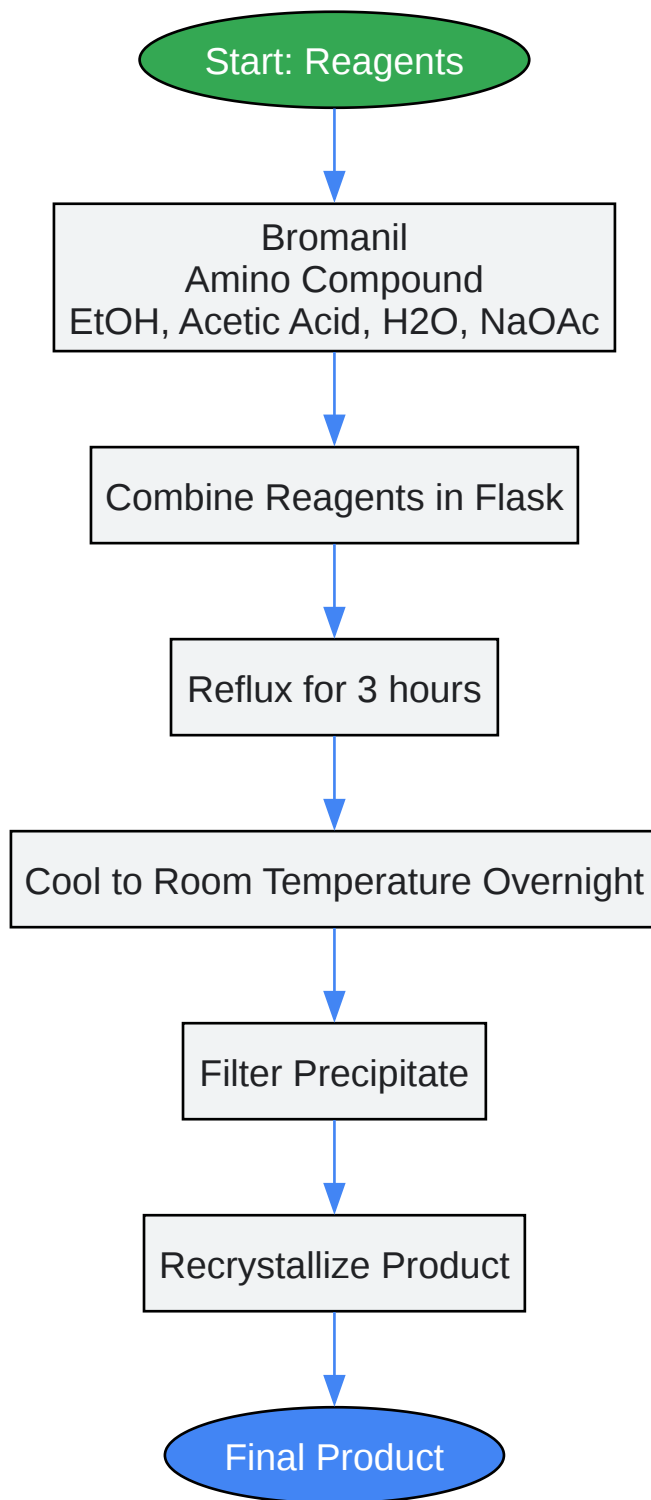 Start: Reagents
Bromanil
Amino Compound
EtOH, Acetic Acid, H2O, NaOAc
Combine Reagents in Flask
Reflux for 3 hours
Cool to Room Temperature Overnight
Filter Precipitate
Recrystallize Product
Final Product